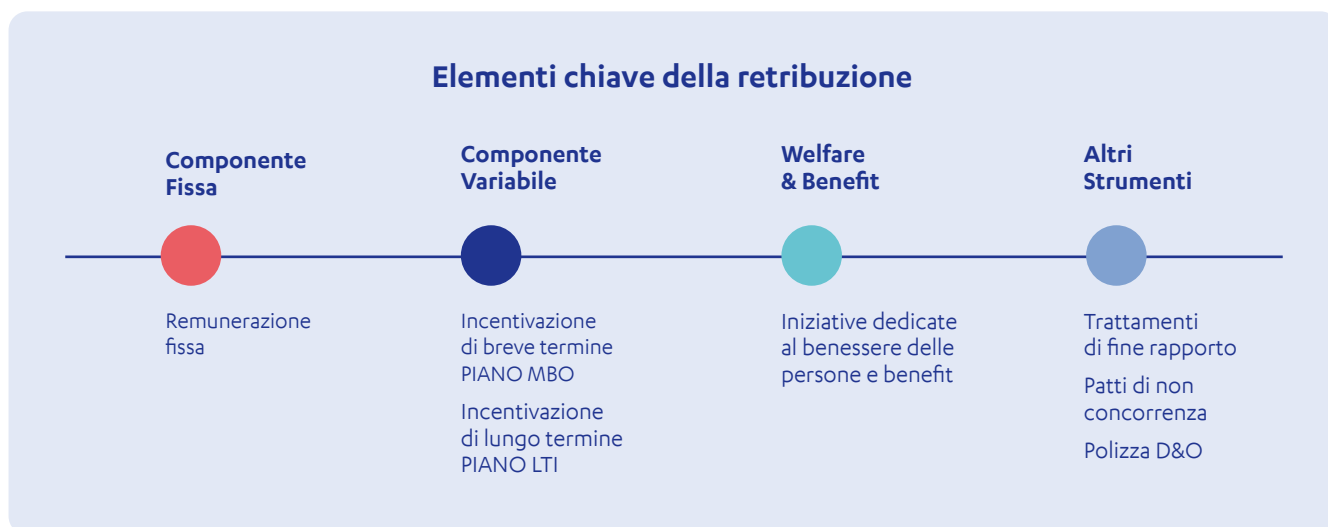 Elementi chiave della retribuzione
Componente
Fissa
Remunerazione
fissa
Componente
Variabile
Incentivazione
di breve termine
PIANO MBO
Incentivazione
di lungo termine
PIANO LTI
Welfare
& Benefit
Iniziative dedicate
al benessere delle
persone e benefit
Altri
Strumenti
Trattamenti
di fine rapporto
Patti di non
concorrenza
Polizza D&O